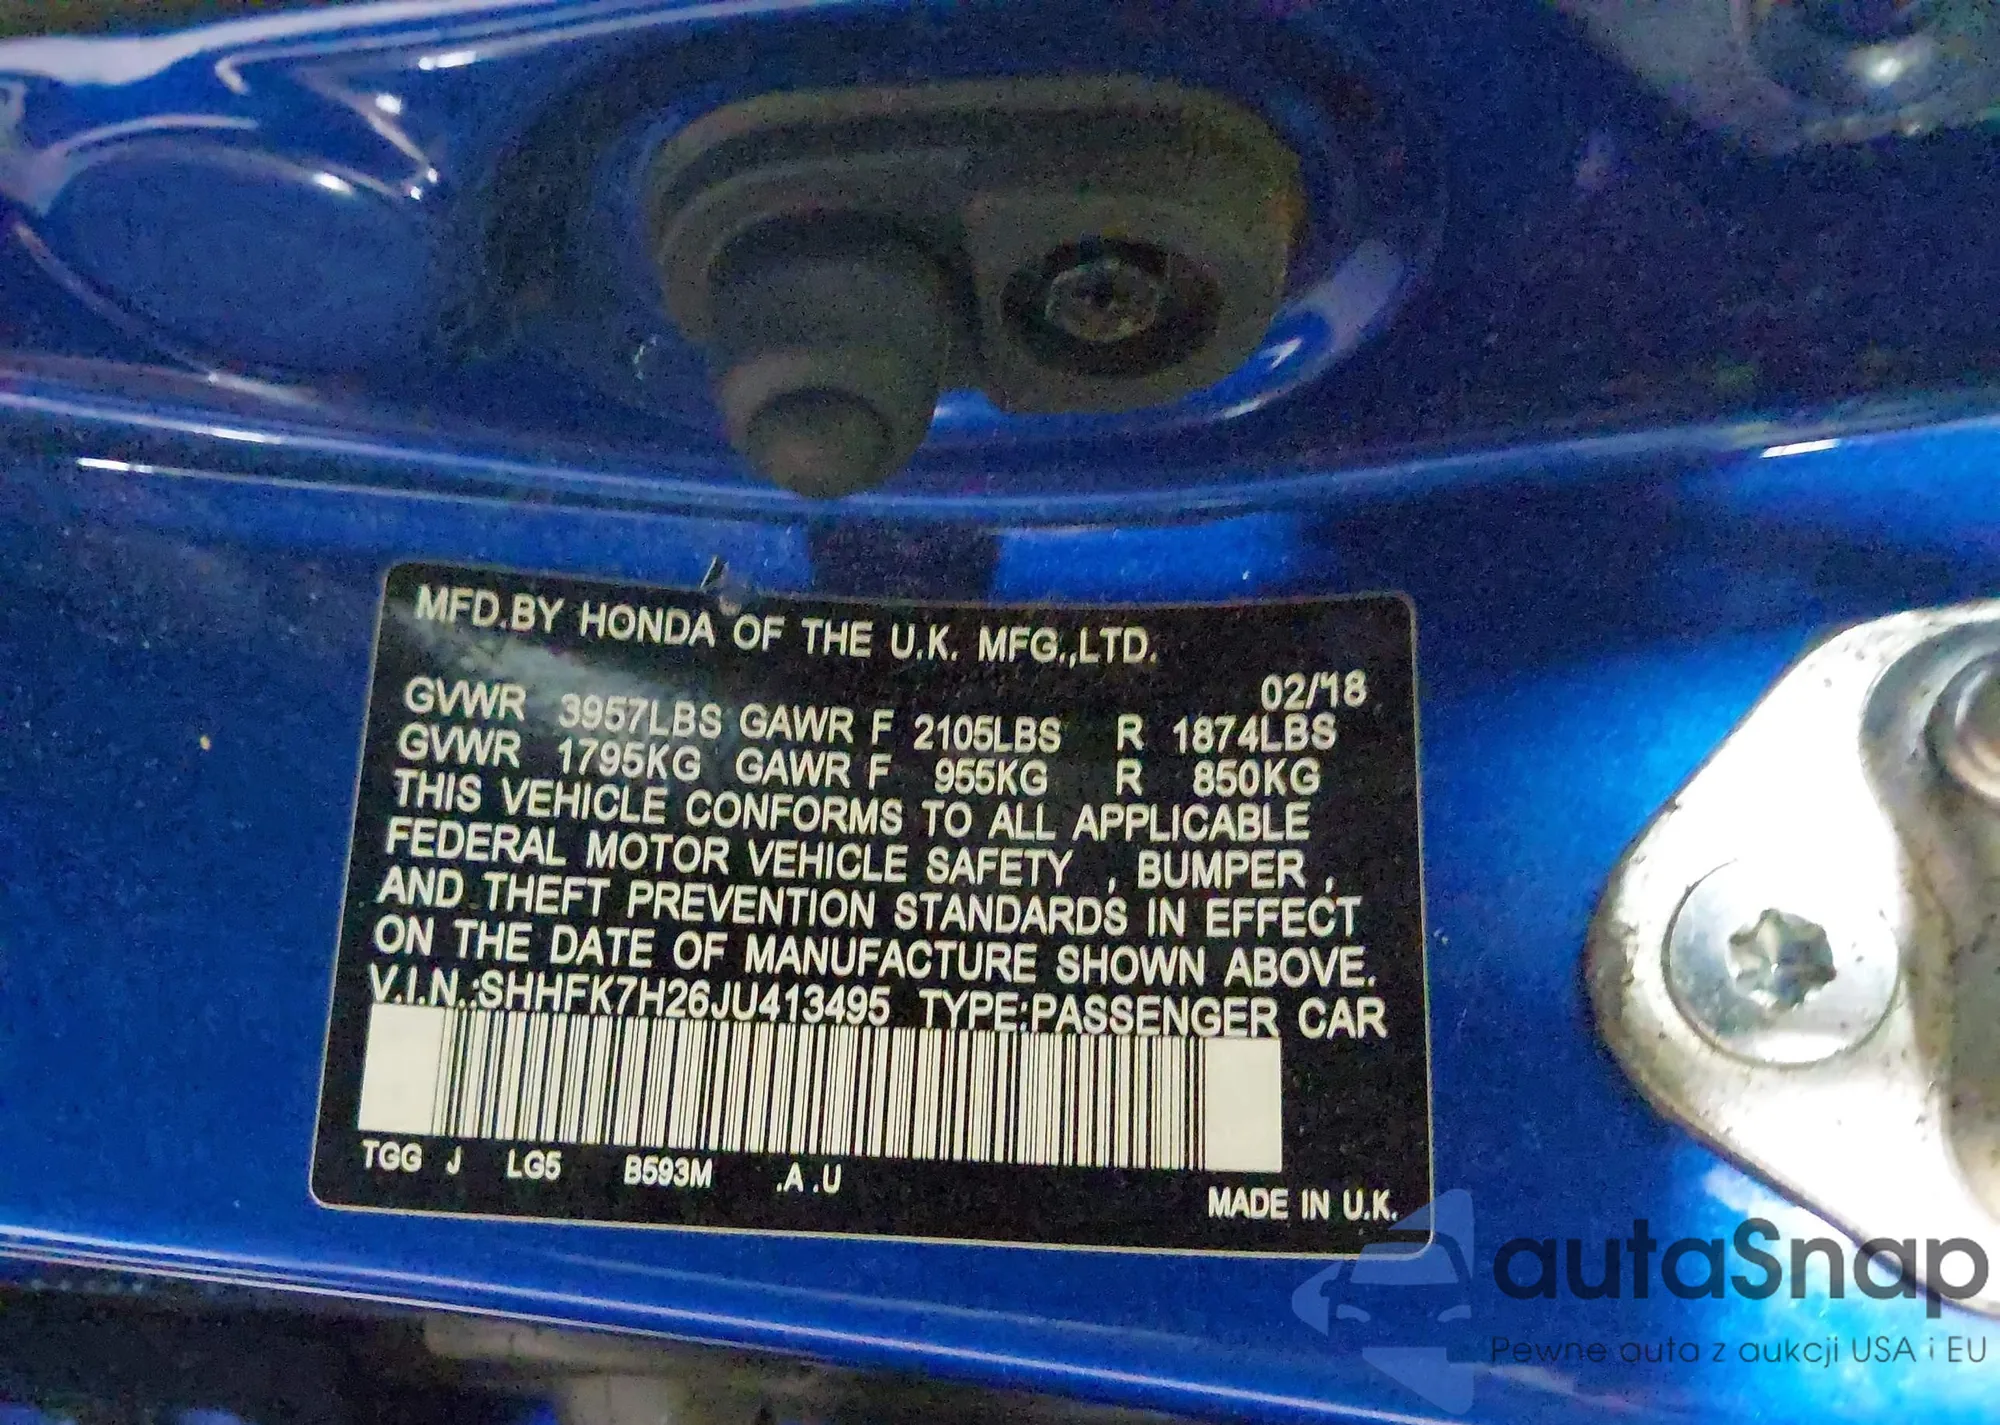 MFD.BY HONDA OF THE U.K. MFG.,LTD.
02/'18
GVWR 3957LBS GAWR F 2105LBS R 1874LBS
GVWR 1795KG GAWR F 955KG R 850KG
THIS VEHICLE CONFORMS TO ALL APPLICABLE
FEDERAL MOTOR VEHICLE SAFETY , BUMPER ,
AND THEFT PREVENTION STANDARDS IN EFFECT
ON THE DATE OF MANUFACTURE SHOWN ABOVE.
V.I.N.:SHHFK7H26JU413495 TYPE:PASSENGER CAR
TGG J LG5 B593M .A .U
MADE IN U.K.
autaSnap
Pewne auta z aukcji USA i EU